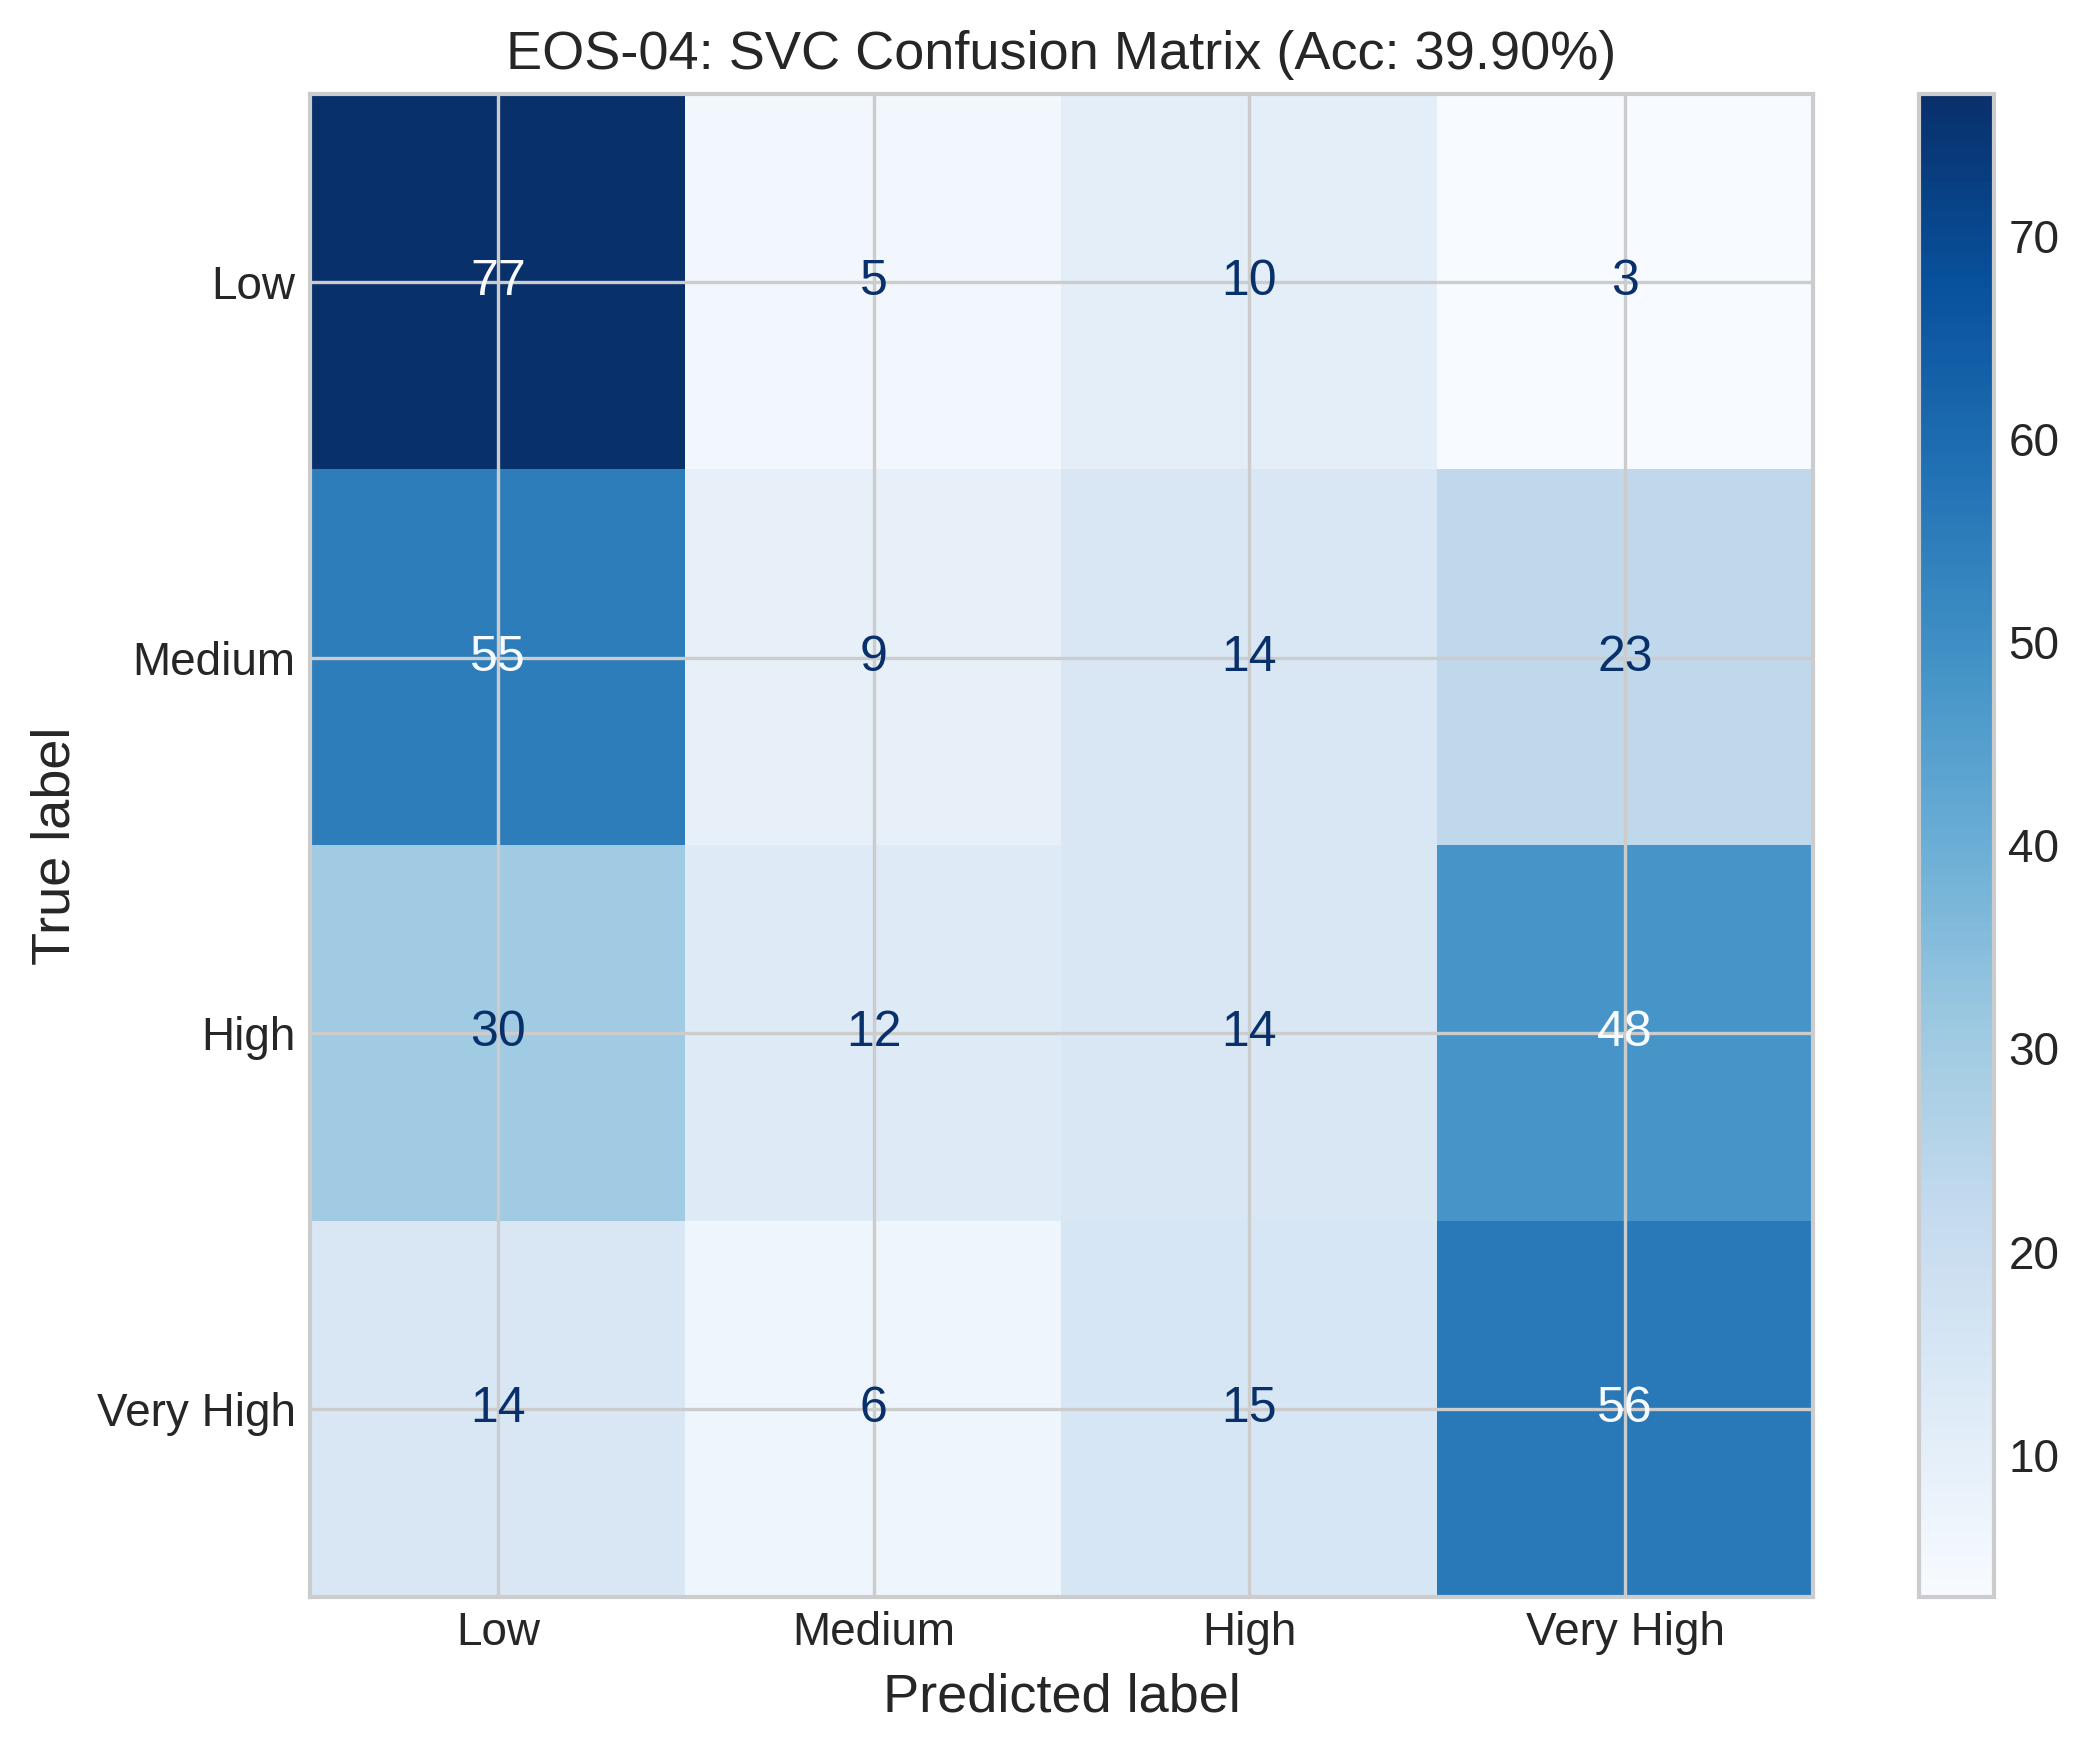 EOS-04: SVC Confusion Matrix (Acc: 39.90%)
True label
Low 77 5 10 3
Medium 55 9 14 23
High 30 12 14 48
Very High 14 6 15 56
Low Medium High Very High
Predicted label
70
60
50
40
30
20
10